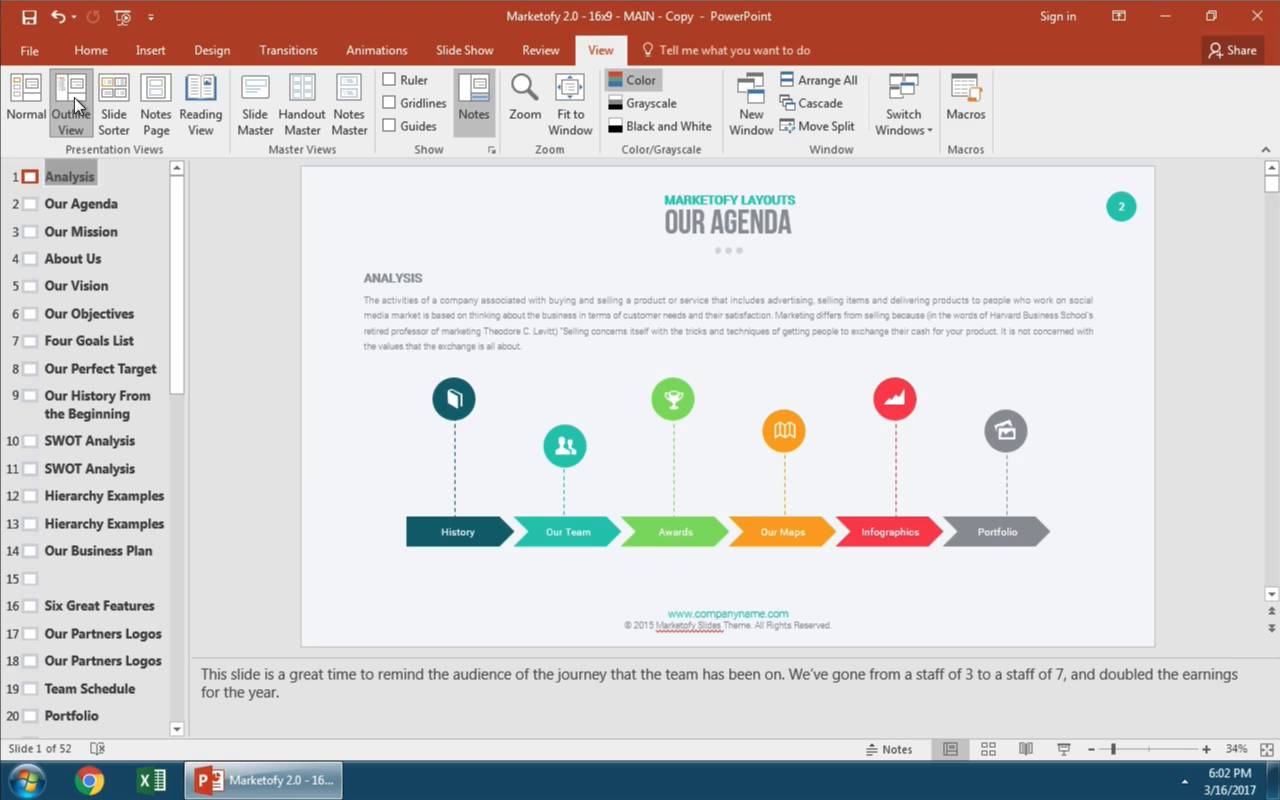 Marketofy 2.0 - 16x9 - MAIN - Copy - PowerPoint
Sign in
File Home Insert Design Transitions Animations Slide Show Review View Tell me what you want to do Share
Normal
Outline View
Slide Sorter
Notes Page
Reading View
Presentation Views
Slide Master
Handout Master
Notes Master
Master Views
Ruler
Gridlines
Guides
Show
Notes
Zoom
Fit to Window
Zoom
Color
Grayscale
Black and White
Color/Grayscale
New Window
Arrange All
Cascade
Move Split
Window
Switch Windows
Macros
Macros
1 Analysis
2 Our Agenda
3 Our Mission
4 About Us
5 Our Vision
6 Our Objectives
7 Four Goals List
8 Our Perfect Target
9 Our History From
the Beginning
10 SWOT Analysis
11 SWOT Analysis
12 Hierarchy Examples
13 Hierarchy Examples
14 Our Business Plan
15
16 Six Great Features
17 Our Partners Logos
18 Our Partners Logos
19 Team Schedule
20 Portfolio
MARKETOFY LAYOUTS
OUR AGENDA
2
ANALYSIS
The activities of a company associated with buying and selling a product or service that includes advertising, selling items and delivering products to people who work on social
media market is based on thinking about the business in terms of customer needs and their satisfaction. Marketing differs from selling because (in the words of Harvard Business School's
retired professor of marketing Theodore C. Levitt) "Selling concerns itself with the tricks and techniques of getting people to exchange their cash for your product. It is not concerned with
the values that the exchange is all about.
History Our Team Awards Our Maps Infographics Portfolio
www.companyname.com
© 2015 Marketofy Slides Theme. All Rights Reserved.
This slide is a great time to remind the audience of the journey that the team has been on. We've gone from a staff of 3 to a staff of 7, and doubled the earnings
for the year.
Slide 1 of 52
Notes
34%
Marketofy 2.0 - 16...
6:02 PM
3/16/2017